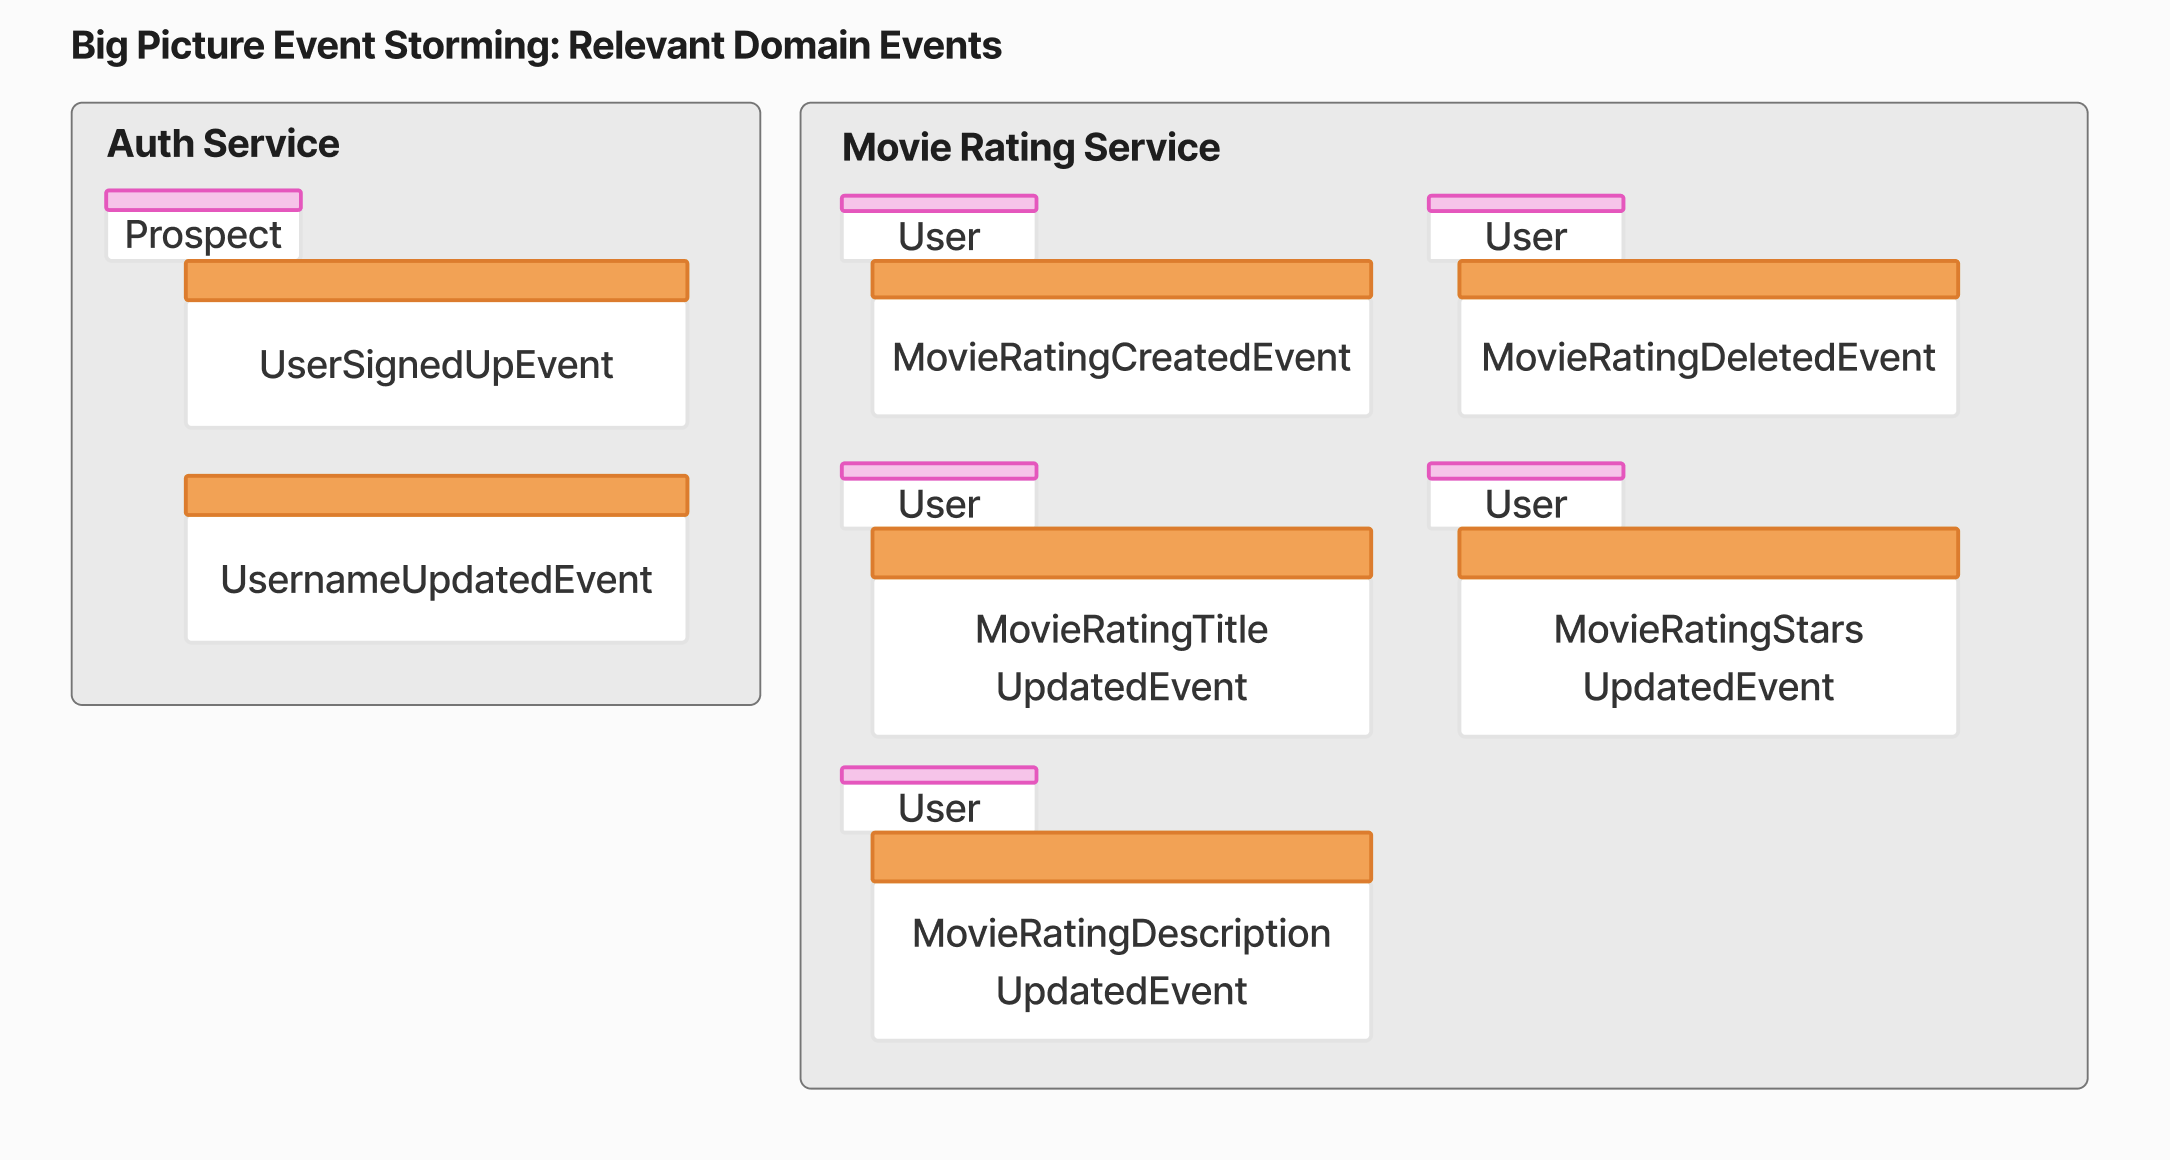 Big Picture Event Storming: Relevant Domain Events
Auth Service
Prospect
UserSignedUpEvent
UsernameUpdatedEvent
Movie Rating Service
User
MovieRatingCreatedEvent
User
MovieRatingDeletedEvent
User
MovieRatingTitle
UpdatedEvent
User
MovieRatingStars
UpdatedEvent
User
MovieRatingDescription
UpdatedEvent